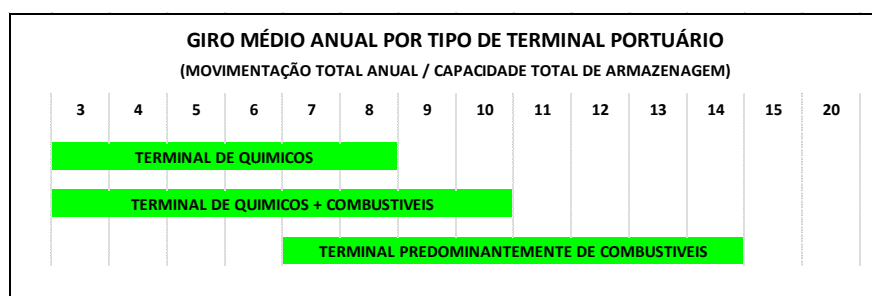 GIRO MÉDIO ANUAL POR TIPO DE TERMINAL PORTUÁRIO
(MOVIMENTAÇÃO TOTAL ANUAL / CAPACIDADE TOTAL DE ARMAZENAGEM)
3 4 5 6 7 8 9 10 11 12 13 14 15 20
TERMINAL DE QUIMICOS
TERMINAL DE QUIMICOS + COMBUSTIVEIS
TERMINAL PREDOMINANTEMENTE DE COMBUSTIVEIS